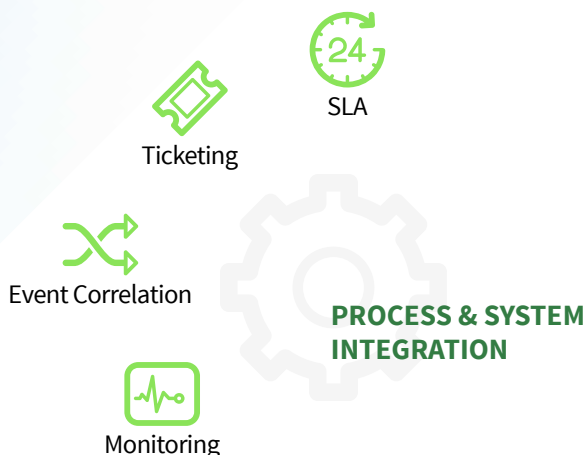 24
SLA
Ticketing
Event Correlation
PROCESS & SYSTEM
INTEGRATION
Monitoring